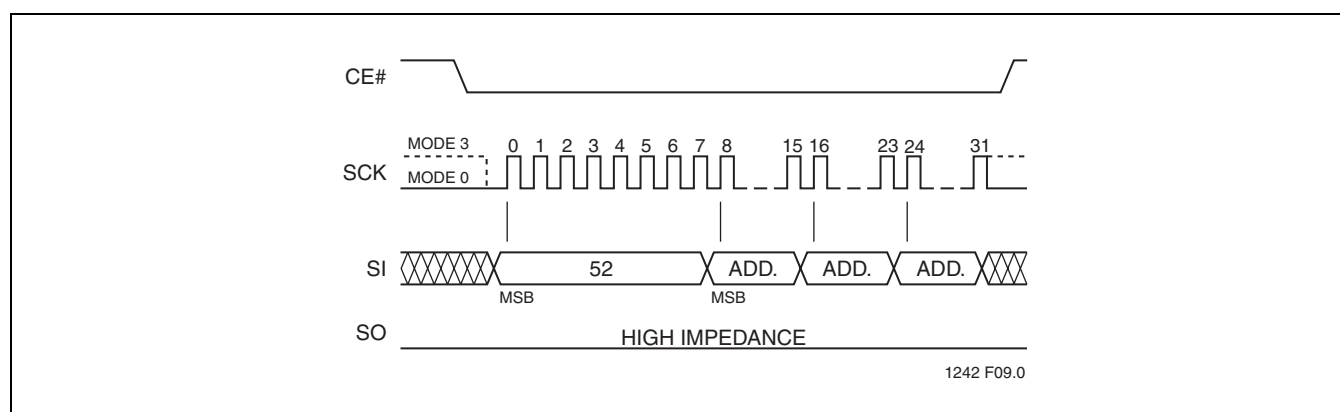 CE#
MODE 3 0 1 2 3 4 5 6 7 8 15 16 23 24 31
SCK
MODE 0
SI 52 ADD. ADD. ADD.
MSB MSB
SO HIGH IMPEDANCE
1242 F09.0